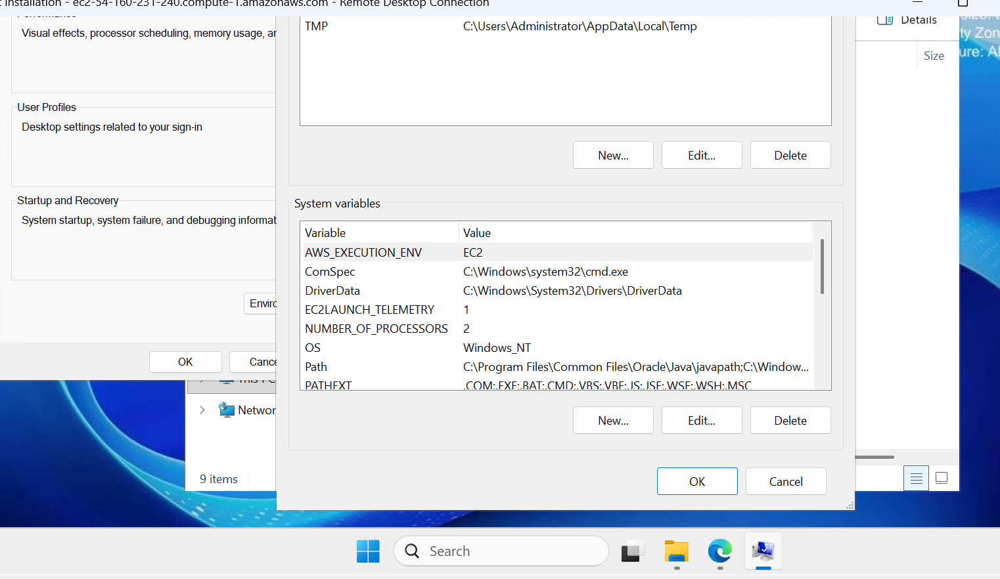 Installation - ec2-54-160-231-240.compute-1.amazonaws.com - Remote Desktop Connection
Performance
Visual effects, processor scheduling, memory usage, ar
User Profiles
Desktop settings related to your sign-in
Startup and Recovery
System startup, system failure, and debugging informat
Enviro
OK
Cance
TMP C:\Users\Administrator\AppData\Local\Temp
New... Edit... Delete
System variables
Variable Value
AWS_EXECUTION_ENV EC2
ComSpec C:\Windows\system32\cmd.exe
DriverData C:\Windows\System32\Drivers\DriverData
EC2LAUNCH_TELEMETRY 1
NUMBER_OF_PROCESSORS 2
OS Windows_NT
Path C:\Program Files\Common Files\Oracle\Java\javapath;C:\Window...
PATHEXT .COM;.EXE;.BAT;.CMD;.VBS;.VBE;.JS;.JSE;.WSF;.WSH;.MSC
New... Edit... Delete
OK Cancel
Details
Size
ty Zon
ure: A
This PC
Networ
9 items
Search